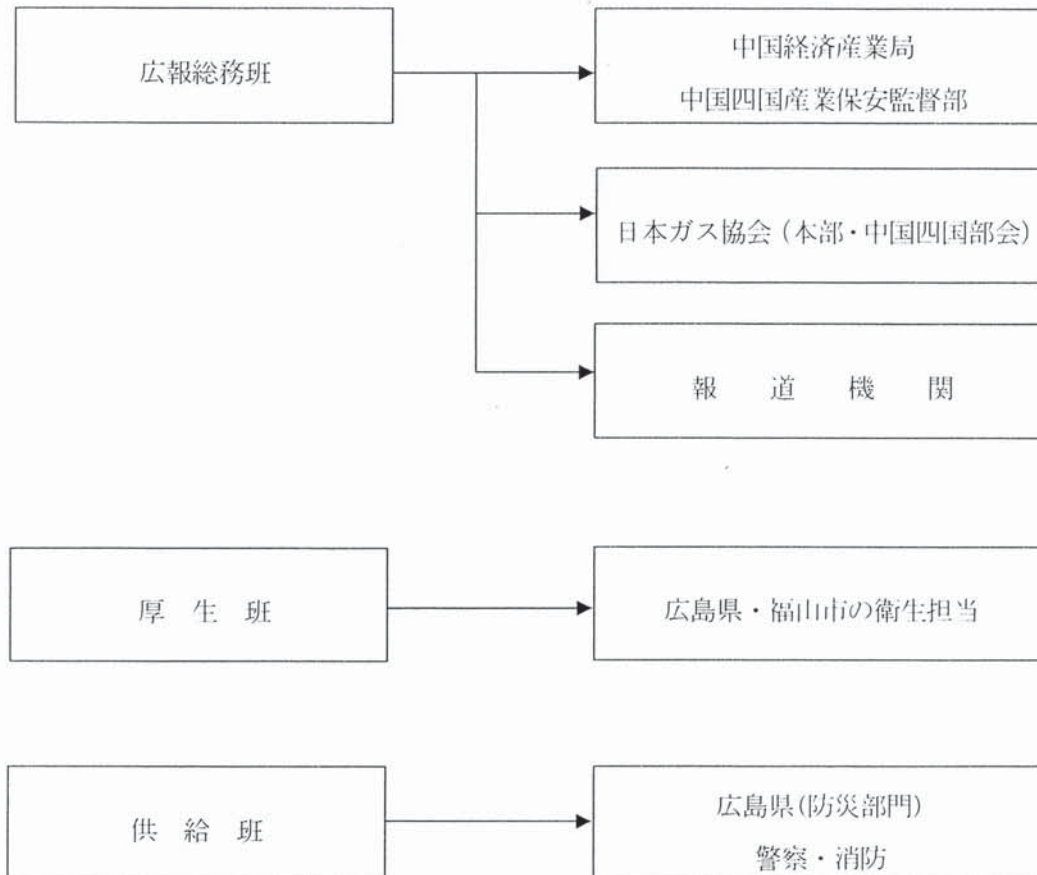 広報総務班
中国経済産業局
中国四国産業保安監督部
日本ガス協会（本部・中国四国部会）
報　道　機　関
厚　生　班
広島県・福山市の衛生担当
供　給　班
広島県(防災部門)
警察・消防